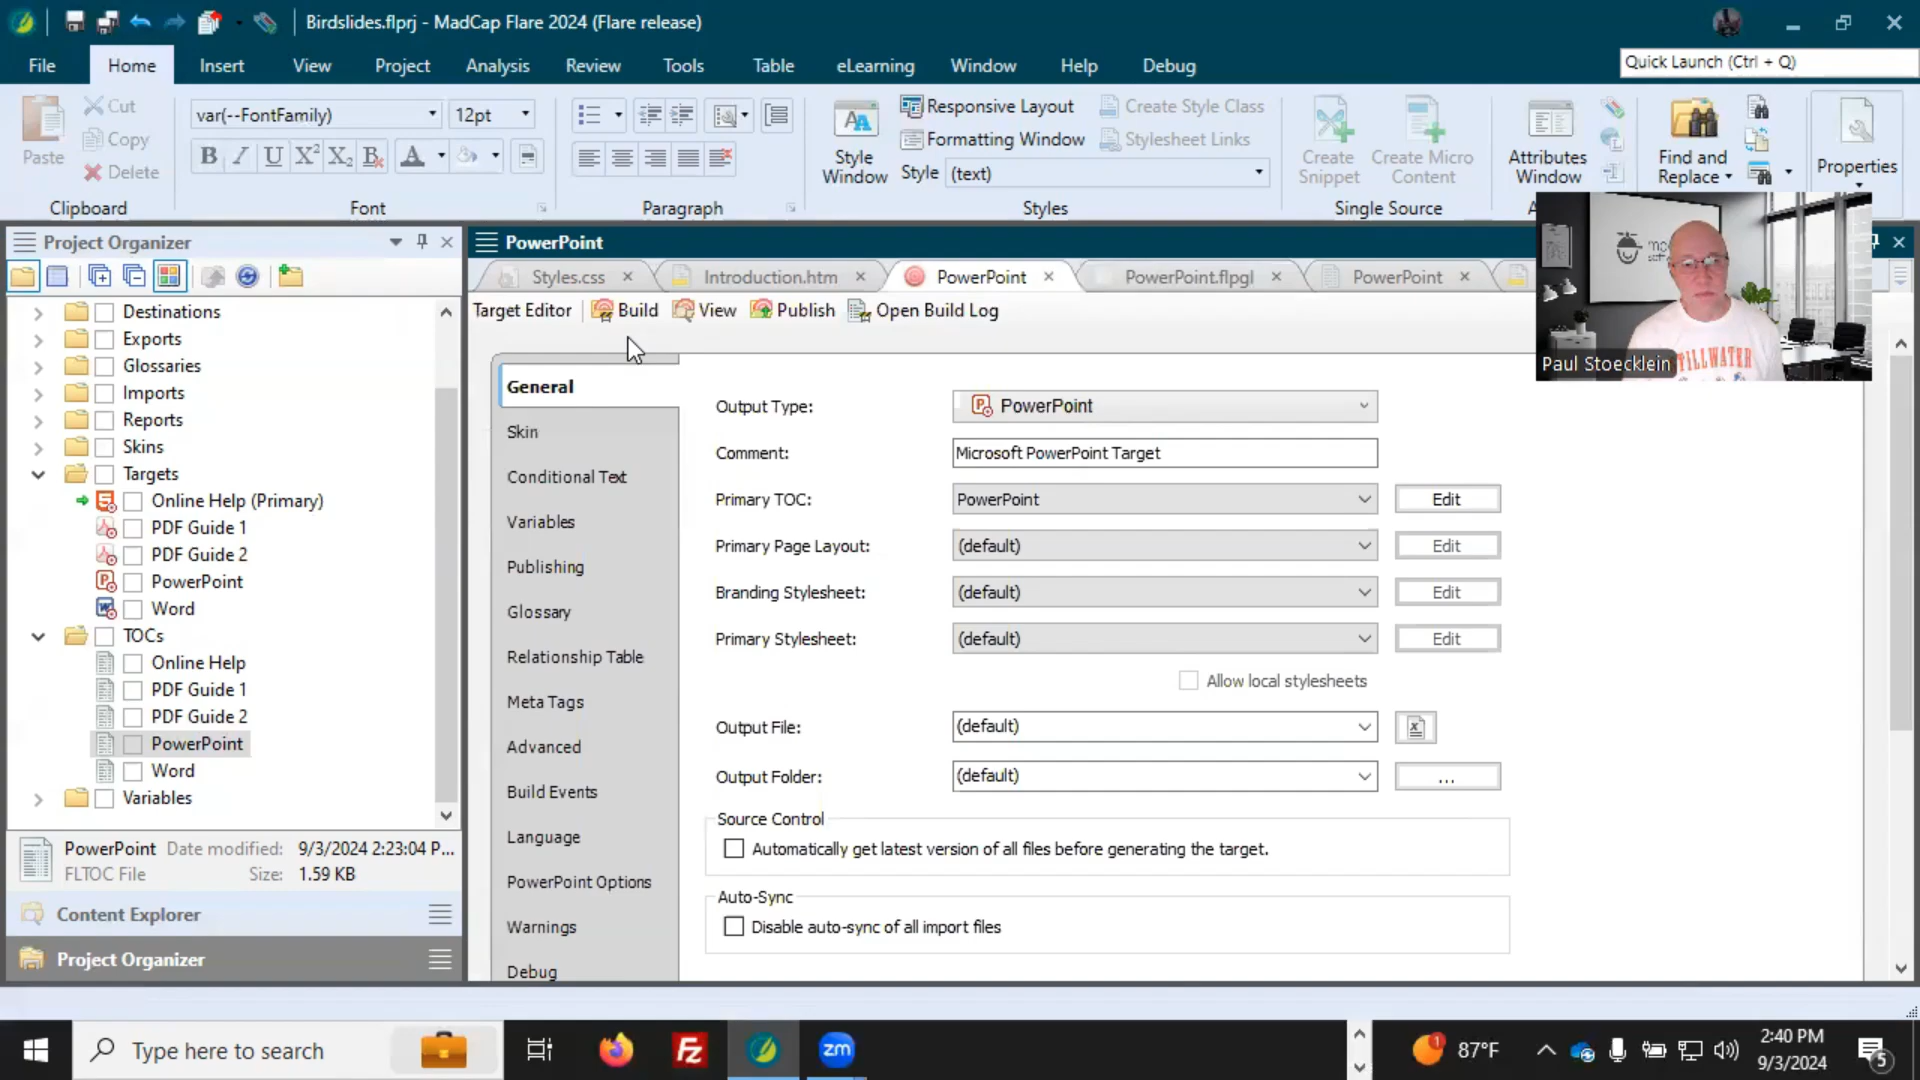 Birdslides.flprj - MadCap Flare 2024 (Flare release)
File Home Insert View Project Analysis Review Tools Table eLearning Window Help Debug
Quick Launch (Ctrl + Q)
Paste
Cut
Copy
Delete
Clipboard
var(--FontFamily)
12pt
B I U X² X₂ B A
Font
Paragraph
Style Window
Responsive Layout
Formatting Window
Style (text)
Create Style Class
Stylesheet Links
Styles
Create Snippet
Create Micro Content
Single Source
Attributes Window
Find and Replace
Properties
Project Organizer
Destinations
Exports
Glossaries
Imports
Reports
Skins
Targets
Online Help (Primary)
PDF Guide 1
PDF Guide 2
PowerPoint
Word
TOCs
Online Help
PDF Guide 1
PDF Guide 2
PowerPoint
Word
Variables
PowerPoint Date modified: 9/3/2024 2:23:04 P...
FLTOC File Size: 1.59 KB
Content Explorer
Project Organizer
PowerPoint
Styles.css
Introduction.htm
PowerPoint
PowerPoint.flpgl
PowerPoint
Target Editor Build View Publish Open Build Log
General
Skin
Conditional Text
Variables
Publishing
Glossary
Relationship Table
Meta Tags
Advanced
Build Events
Language
PowerPoint Options
Warnings
Debug
Output Type: PowerPoint
Comment: Microsoft PowerPoint Target
Primary TOC: PowerPoint Edit
Primary Page Layout: (default) Edit
Branding Stylesheet: (default) Edit
Primary Stylesheet: (default) Edit
Allow local stylesheets
Output File: (default)
Output Folder: (default) ...
Source Control
Automatically get latest version of all files before generating the target.
Auto-Sync
Disable auto-sync of all import files
Paul Stoecklein
Type here to search
zm
87°F
2:40 PM
9/3/2024
5